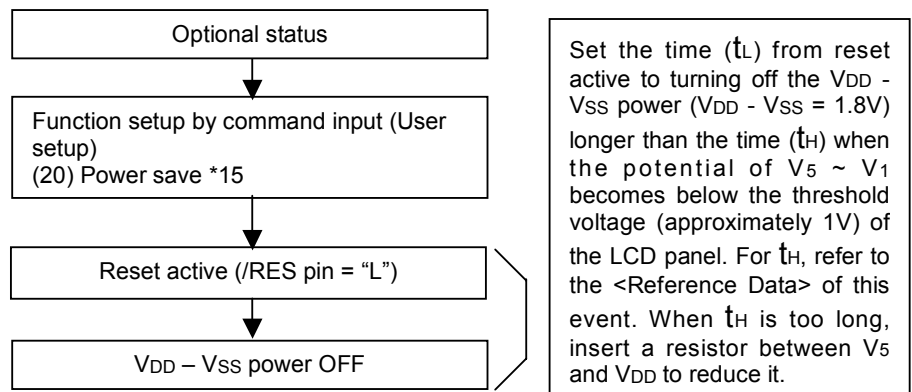 Optional status
Function setup by command input (User
setup)
(20) Power save *15
Reset active (/RES pin = “L”)
VDD – VSS power OFF
Set the time (tL) from reset
active to turning off the VDD -
VSS power (VDD - VSS = 1.8V)
longer than the time (tH) when
the potential of V5 ~ V1
becomes below the threshold
voltage (approximately 1V) of
the LCD panel. For tH, refer to
the <Reference Data> of this
event. When tH is too long,
insert a resistor between V5
and VDD to reduce it.